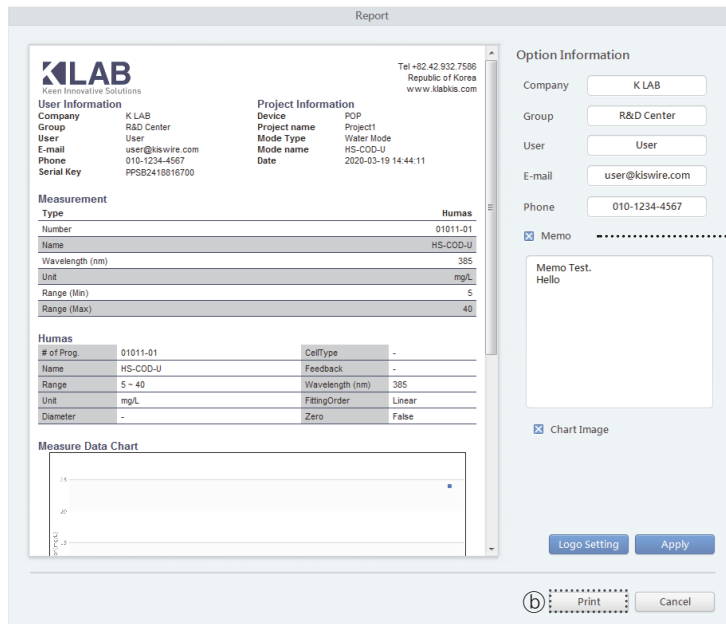 Report
K LAB
Keen Innovative Solutions
Tel +82.42.932.7586
Republic of Korea
www.klabkis.com
User Information
Company K LAB
Group R&D Center
User User
E-mail user@kiswire.com
Phone 010-1234-4567
Serial Key PPSB2418816700
Project Information
Device POP
Project name Project1
Mode Type Water Mode
Mode name HS-COD-U
Date 2020-03-19 14:44:11
Measurement
Type Humas
Number 01011-01
Name HS-COD-U
Wavelength (nm) 385
Unit mg/L
Range (Min) 5
Range (Max) 40
Humas
# of Prog. 01011-01 CellType -
Name HS-COD-U Feedback -
Range 5 ~ 40 Wavelength (nm) 385
Unit mg/L FittingOrder Linear
Diameter - Zero False
Measure Data Chart
20
Option Information
Company K LAB
Group R&D Center
User User
E-mail user@kiswire.com
Phone 010-1234-4567
Memo
Memo Test.
Hello
Chart Image
Logo Setting Apply
ⓑ Print Cancel